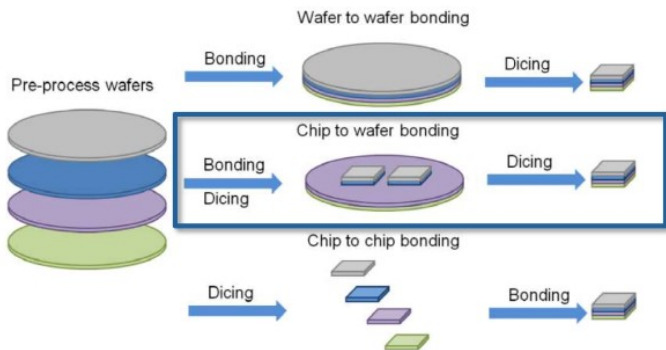 Wafer to wafer bonding
Bonding
Dicing
Pre-process wafers
Chip to wafer bonding
Bonding
Dicing
Dicing
Chip to chip bonding
Dicing
Bonding